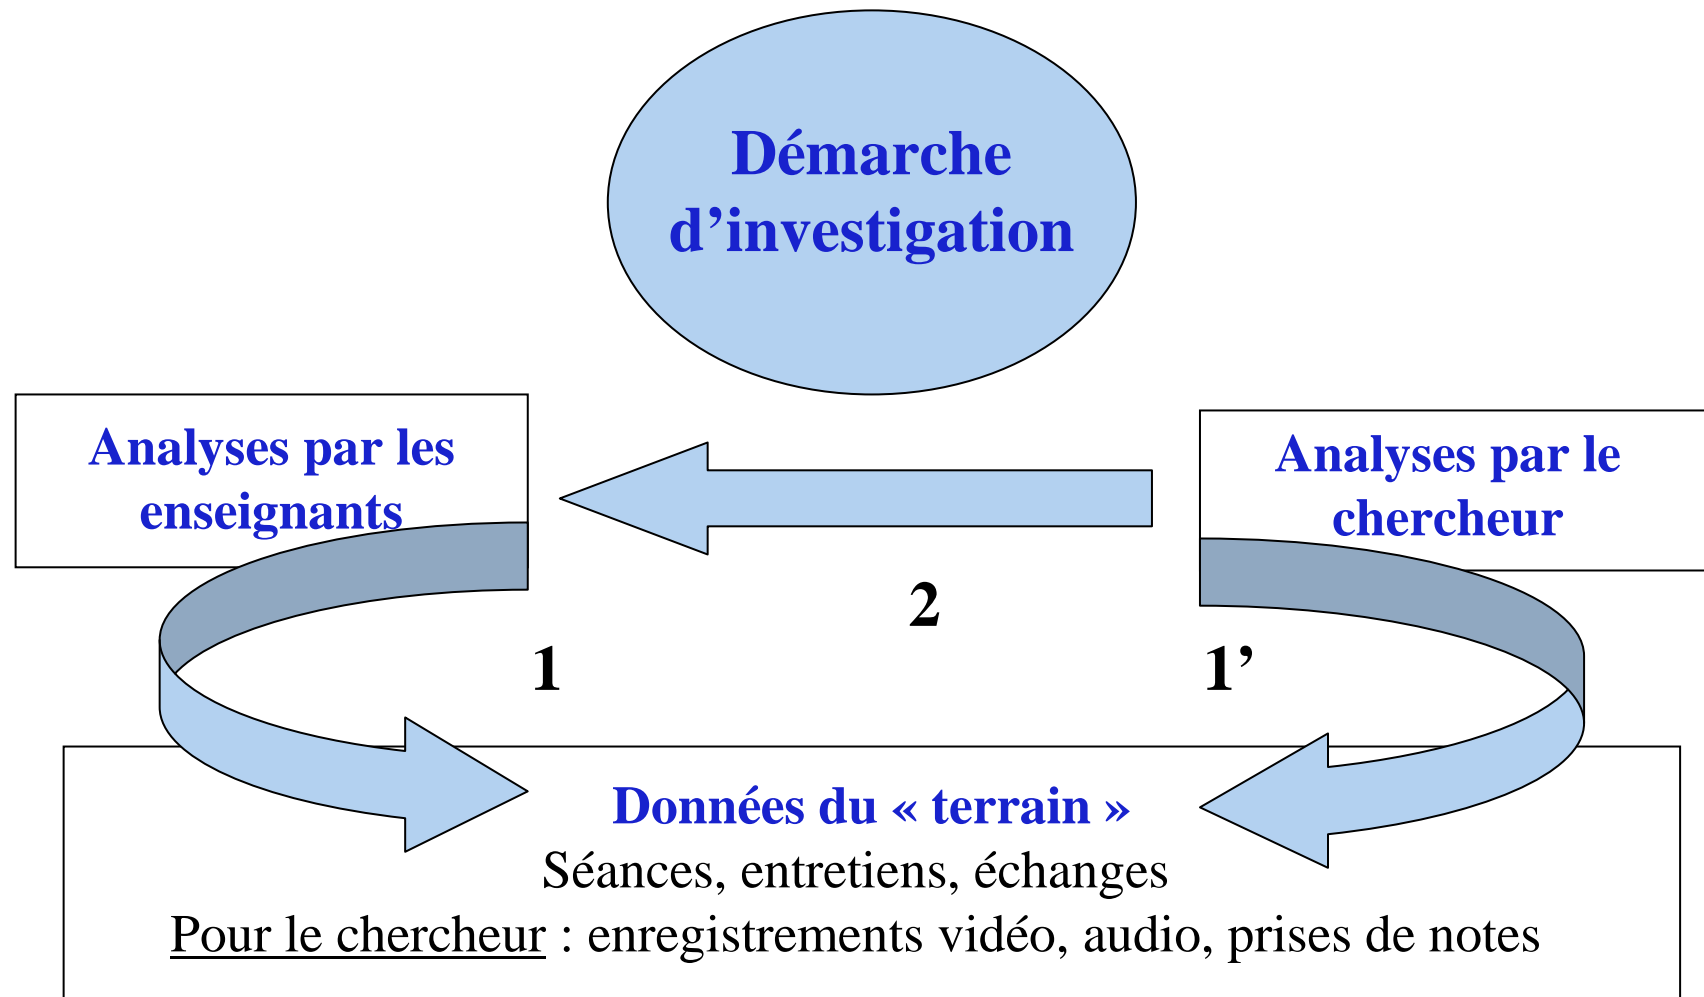 Démarche
d’investigation
Analyses par les
enseignants
Analyses par le
chercheur
2
1
1’
Données du « terrain »
Séances, entretiens, échanges
Pour le chercheur : enregistrements vidéo, audio, prises de notes